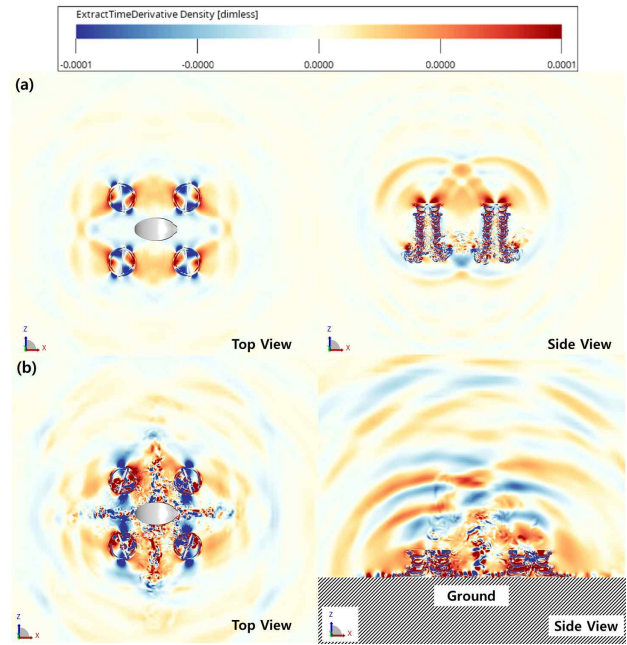 ExtractTimeDerivative Density [dimless]
-0.0001 -0.0000 0.0000 0.0000 0.0001
(a)
Z
X
Top View
Z
X
Side View
(b)
Z
X
Top View
Ground
Z
X
Side View